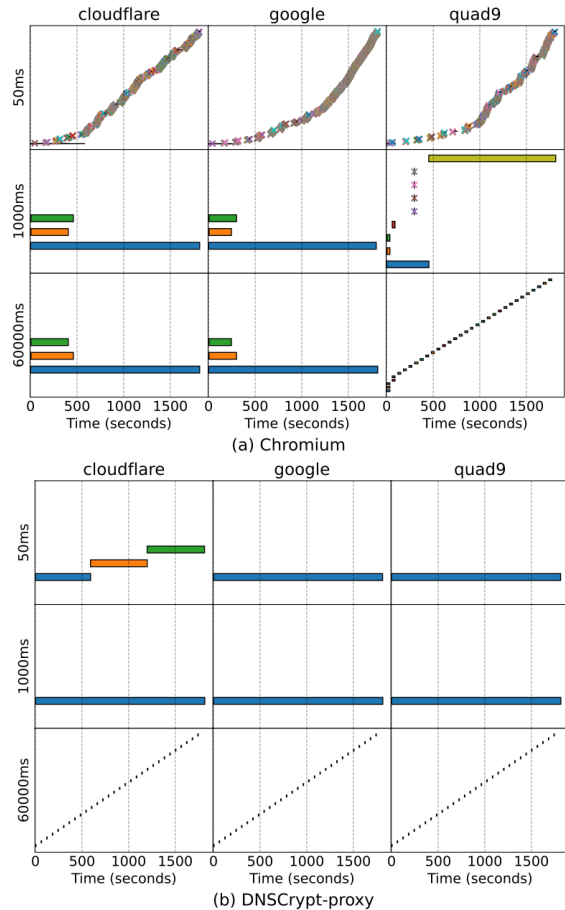 cloudflare google quad9
50ms
1000ms
60000ms
0 500 1000 1500 0 500 1000 1500 0 500 1000 1500
Time (seconds) Time (seconds) Time (seconds)
(a) Chromium
cloudflare google quad9
50ms
1000ms
60000ms
0 500 1000 1500 0 500 1000 1500 0 500 1000 1500
Time (seconds) Time (seconds) Time (seconds)
(b) DNSCrypt-proxy